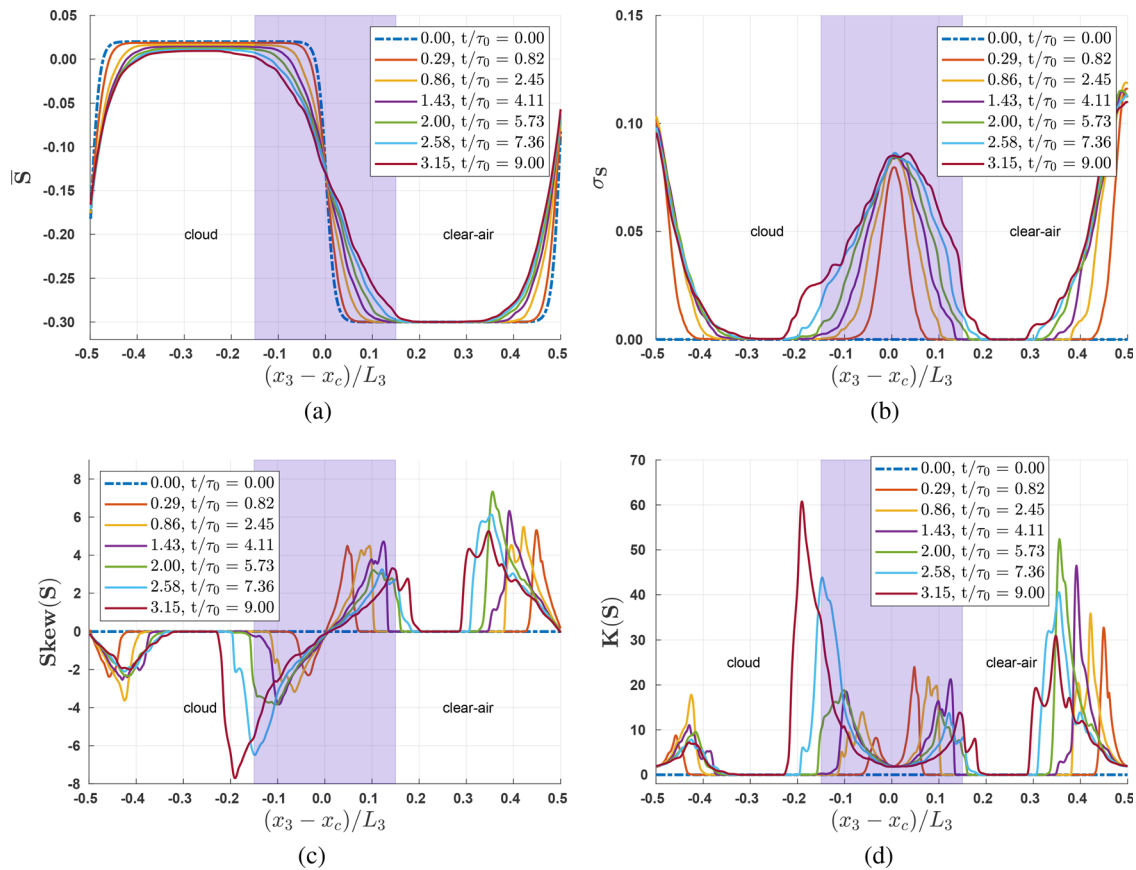 0.05
0.00
-0.05
-0.10
-0.15
-0.20
-0.25
-0.30
S̅
0.00, t/τ₀ = 0.00
0.29, t/τ₀ = 0.82
0.86, t/τ₀ = 2.45
1.43, t/τ₀ = 4.11
2.00, t/τ₀ = 5.73
2.58, t/τ₀ = 7.36
3.15, t/τ₀ = 9.00
cloud
clear-air
-0.5 -0.4 -0.3 -0.2 -0.1 0.0 0.1 0.2 0.3 0.4 0.5
(x₃ − x_c)/L₃
(a)
0.15
0.10
0.05
0.00
σ_S
0.00, t/τ₀ = 0.00
0.29, t/τ₀ = 0.82
0.86, t/τ₀ = 2.45
1.43, t/τ₀ = 4.11
2.00, t/τ₀ = 5.73
2.58, t/τ₀ = 7.36
3.15, t/τ₀ = 9.00
cloud
clear-air
-0.5 -0.4 -0.3 -0.2 -0.1 0.0 0.1 0.2 0.3 0.4 0.5
(x₃ − x_c)/L₃
(b)
8
6
4
2
0
-2
-4
-6
-8
Skew(S)
0.00, t/τ₀ = 0.00
0.29, t/τ₀ = 0.82
0.86, t/τ₀ = 2.45
1.43, t/τ₀ = 4.11
2.00, t/τ₀ = 5.73
2.58, t/τ₀ = 7.36
3.15, t/τ₀ = 9.00
cloud
clear-air
-0.5 -0.4 -0.3 -0.2 -0.1 0.0 0.1 0.2 0.3 0.4 0.5
(x₃ − x_c)/L₃
(c)
70
60
50
40
30
20
10
0
K(S)
0.00, t/τ₀ = 0.00
0.29, t/τ₀ = 0.82
0.86, t/τ₀ = 2.45
1.43, t/τ₀ = 4.11
2.00, t/τ₀ = 5.73
2.58, t/τ₀ = 7.36
3.15, t/τ₀ = 9.00
cloud
clear-air
-0.5 -0.4 -0.3 -0.2 -0.1 0.0 0.1 0.2 0.3 0.4 0.5
(x₃ − x_c)/L₃
(d)